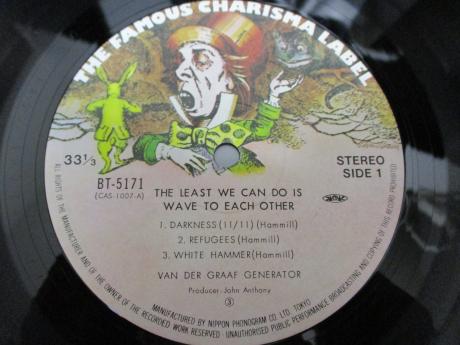 THE FAMOUS CHARISMA LABEL
33 1/3
STEREO
BT-5171
SIDE 1
(CAS-1007-A)
THE LEAST WE CAN DO IS
WAVE TO EACH OTHER
1. DARKNESS (11/11) (Hammill)
2. REFUGEES (Hammill)
3. WHITE HAMMER (Hammill)
VAN DER GRAAF GENERATOR
Producer: John Anthony
3
MANUFACTURED BY NIPPON PHONOGRAM CO. LTD. TOKYO
ALL RIGHTS OF THE MANUFACTURER AND OF THE OWNER OF THE RECORDED WORK RESERVED · UNAUTHORISED PUBLIC PERFORMANCE BROADCASTING AND COPYING OF THIS RECORD PROHIBITED